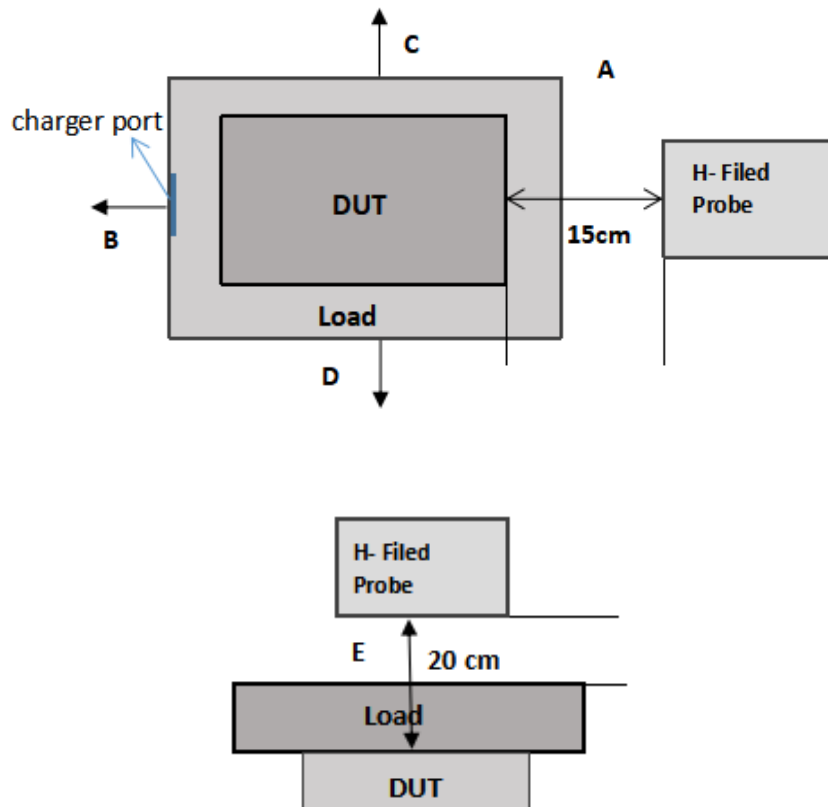 C
A
charger port
H- Filed
Probe
DUT
B
15cm
Load
D
H- Filed
Probe
E
20 cm
Load
DUT